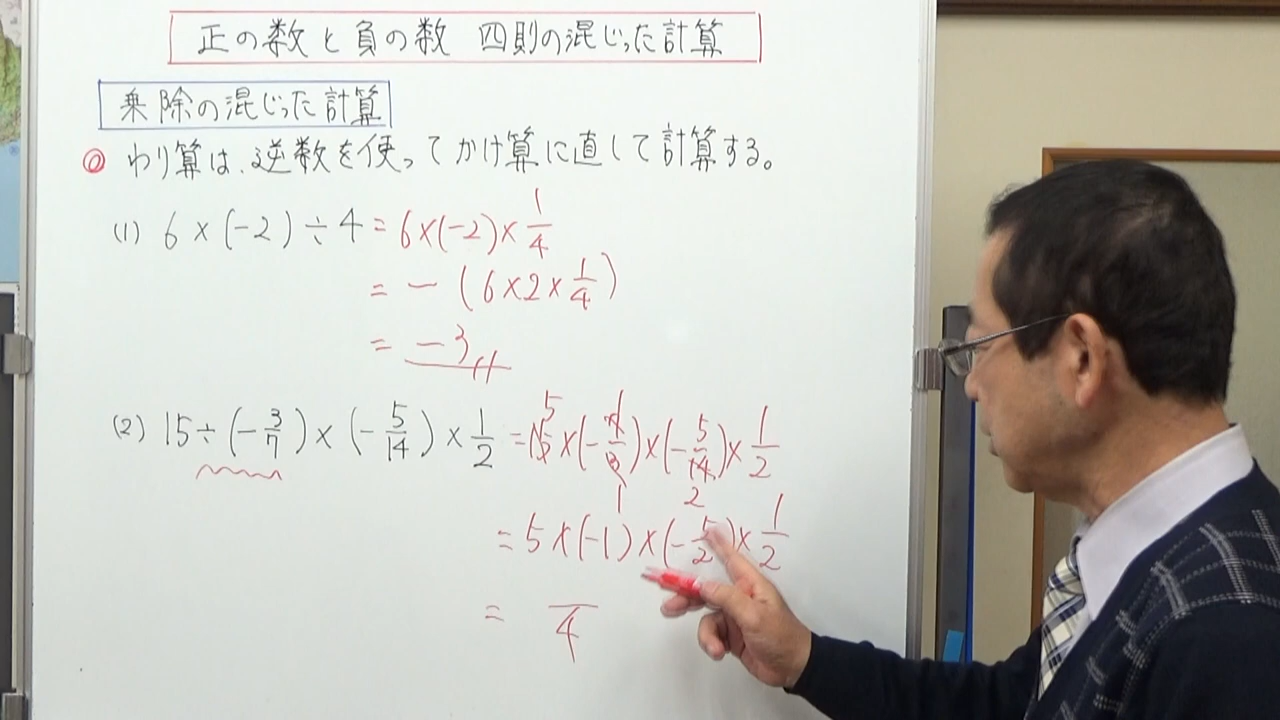 正の数と負の数 四則の混じった計算
乗除の混じった計算
◎ わり算は、逆数を使ってかけ算に直して計算する。
(1) 6 × (-2) ÷ 4 = 6×(-2)× 1/4
= - (6×2× 1/4)
= -3
(2) 15 ÷ (-3/7) × (-5/14) × 1/2 = 15×(-7/3)×(-5/14)× 1/2
= 5×(-1)×(-5/2)× 1/2
= /4